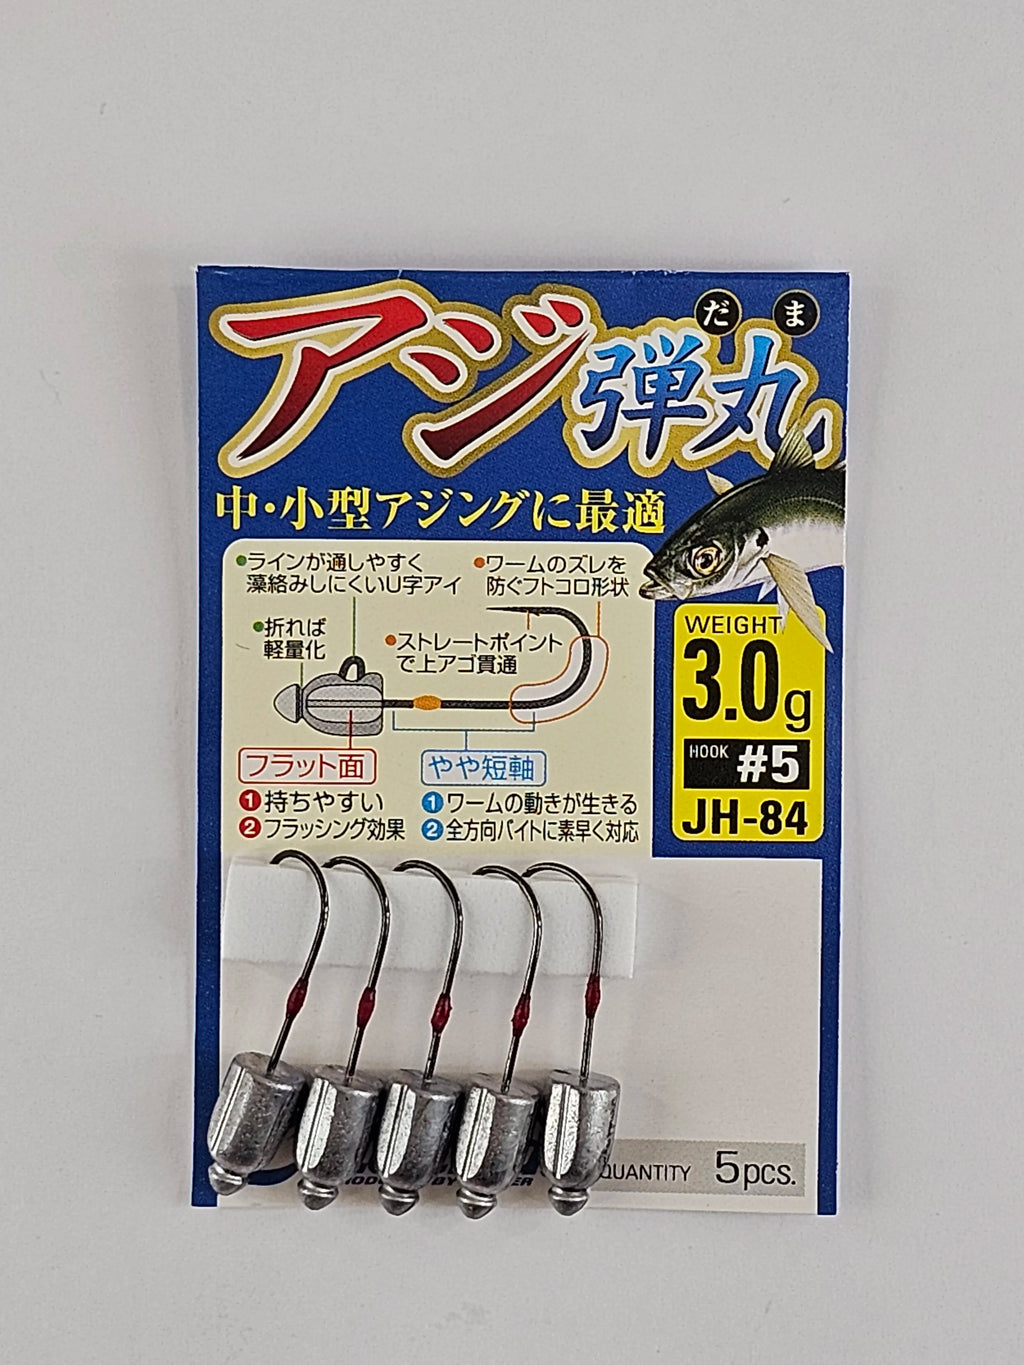 アジ弾丸
だま
中・小型アジングに最適
ラインが通しやすく
藻絡みしにくいU字アイ
ワームのズレを
防ぐフトコロ形状
折れば
軽量化
ストレートポイント
で上アゴ貫通
WEIGHT
3.0g
HOOK #5
JH-84
フラット面
1 持ちやすい
2 フラッシング効果
やや短軸
1 ワームの動きが生きる
2 全方向バイトに素早く対応
QUANTITY 5pcs.